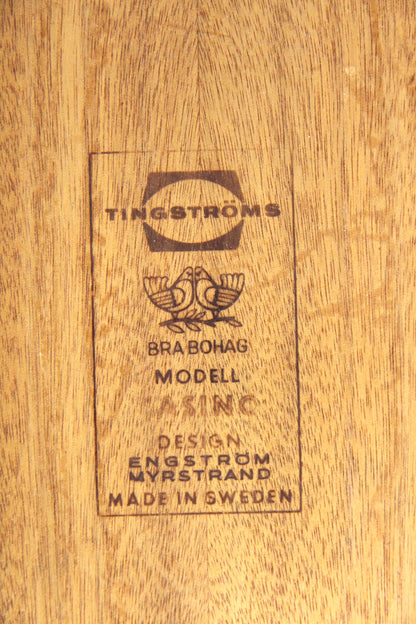 TINGSTRÖMS
BRA BOHAG
MODELL
DESIGN
ENGSTRÖM
MYRSTRAND
MADE IN SWEDEN